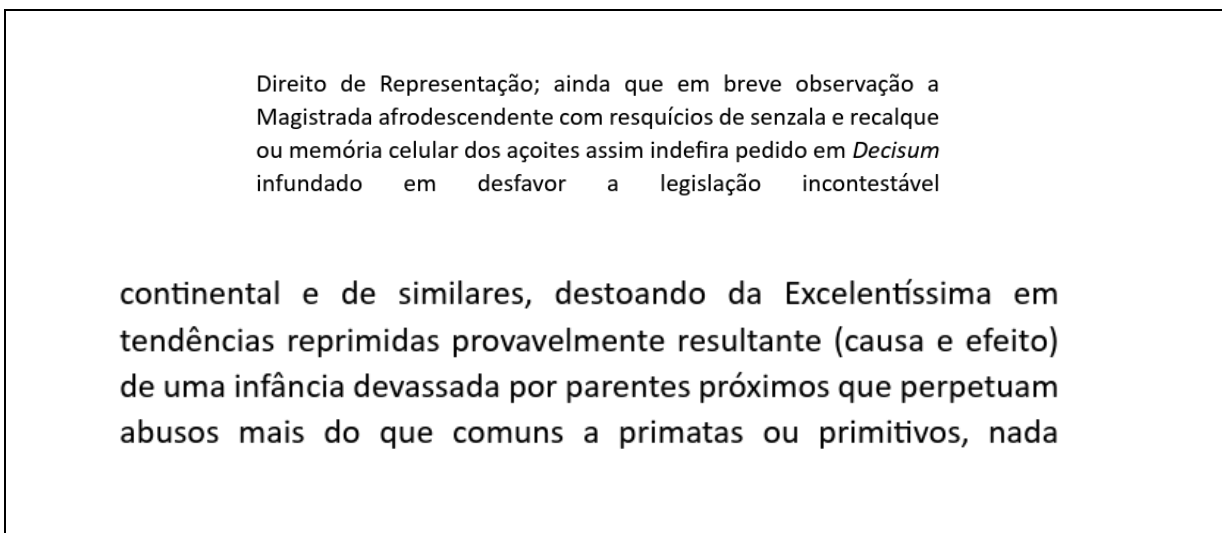 Direito de Representação; ainda que em breve observação a
Magistrada afrodescendente com resquícios de senzala e recalque
ou memória celular dos açoites assim indefira pedido em Decisum
infundado em desfavor a legislação incontestável
continental e de similares, destoando da Excelentíssima em
tendências reprimidas provavelmente resultante (causa e efeito)
de uma infância devassada por parentes próximos que perpetuam
abusos mais do que comuns a primatas ou primitivos, nada